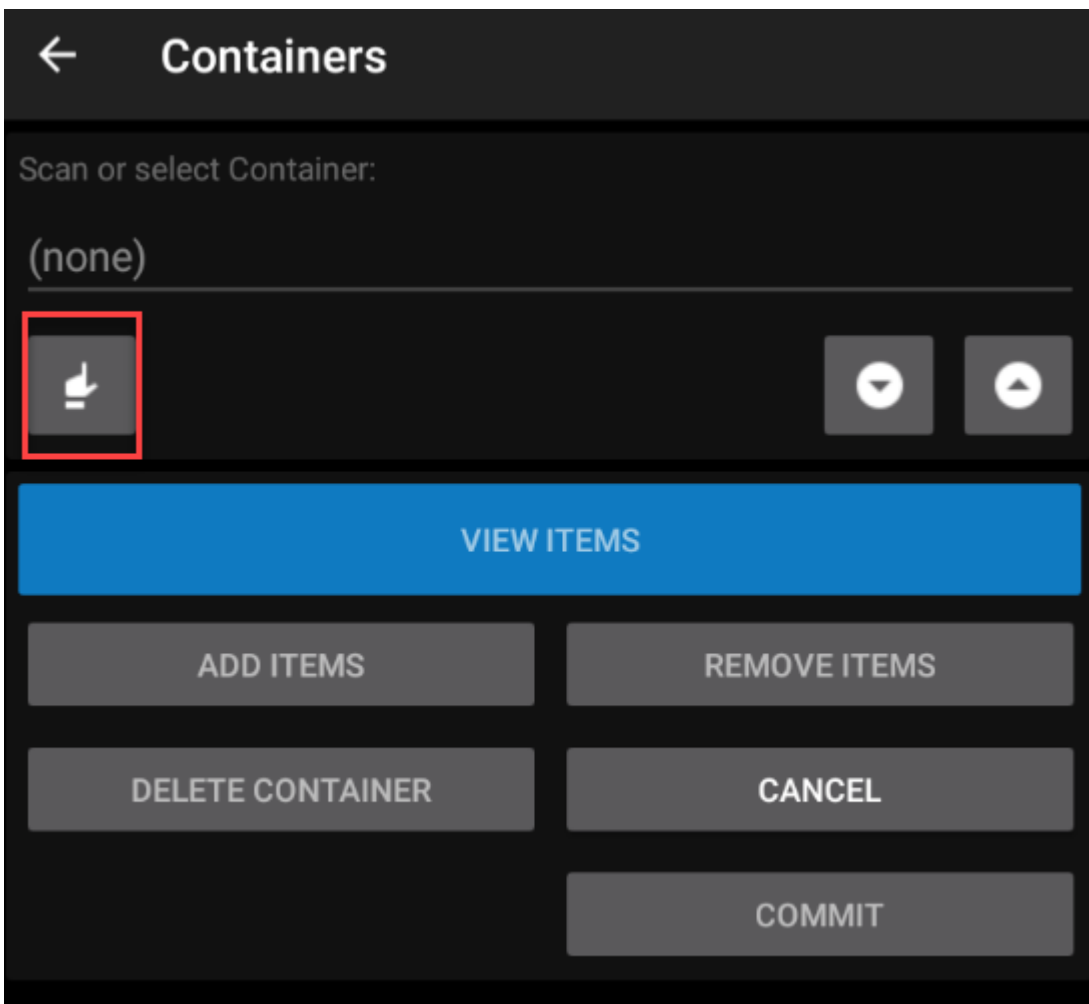 Containers
Scan or select Container:
(none)
VIEW ITEMS
ADD ITEMS
REMOVE ITEMS
DELETE CONTAINER
CANCEL
COMMIT